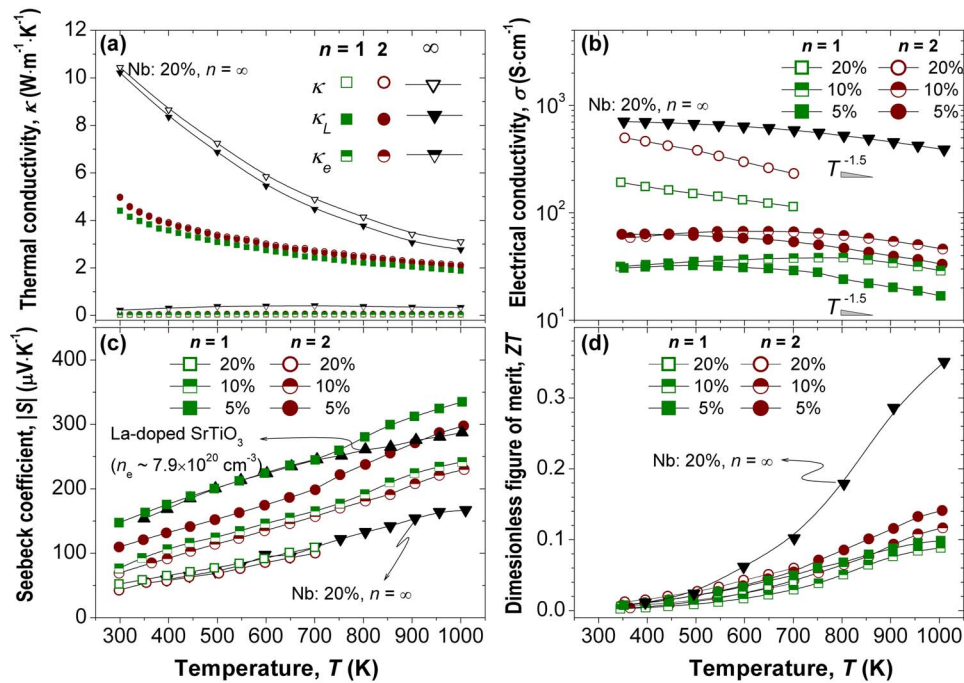 (a)
n = 1 2 ∞
Nb: 20%, n = ∞
κ
κL
κe
Thermal conductivity, κ (W·m⁻¹·K⁻¹)
12
10
8
6
4
2
0
(b)
n = 1 n = 2
20% 20%
10% 10%
5% 5%
Nb: 20%, n = ∞
T⁻¹·⁵
T⁻¹·⁵
Electrical conductivity, σ (S·cm⁻¹)
10³
10²
10¹
(c)
n = 1 n = 2
20% 20%
10% 10%
5% 5%
La-doped SrTiO₃
(nₑ ~ 7.9×10²⁰ cm⁻³)
Nb: 20%, n = ∞
Seebeck coefficient, |S| (μV·K⁻¹)
400
300
200
100
0
300 400 500 600 700 800 900 1000
Temperature, T (K)
(d)
n = 1 n = 2
20% 20%
10% 10%
5% 5%
Nb: 20%, n = ∞
Dimesionless figure of merit, ZT
0.3
0.2
0.1
0.0
300 400 500 600 700 800 900 1000
Temperature, T (K)